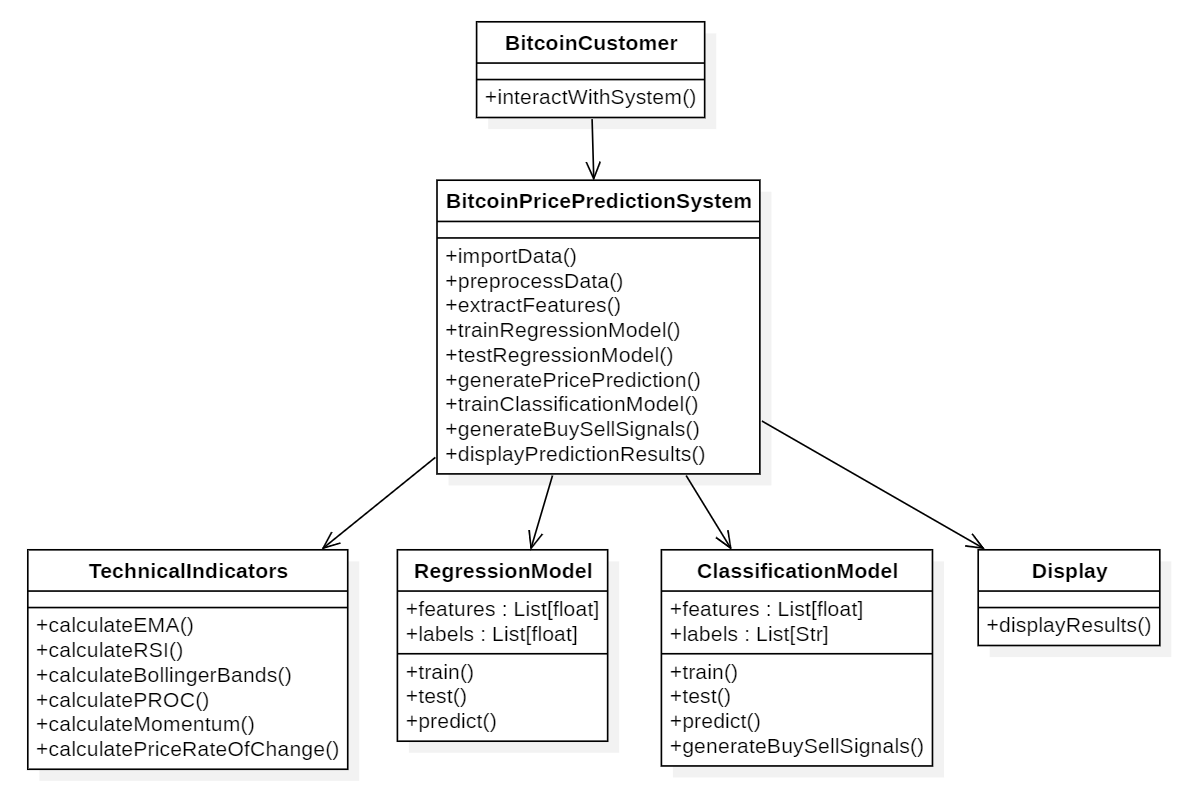 BitcoinCustomer
+interactWithSystem()
BitcoinPricePredictionSystem
+importData()
+preprocessData()
+extractFeatures()
+trainRegressionModel()
+testRegressionModel()
+generatePricePrediction()
+trainClassificationModel()
+generateBuySellSignals()
+displayPredictionResults()
TechnicalIndicators
+calculateEMA()
+calculateRSI()
+calculateBollingerBands()
+calculatePROC()
+calculateMomentum()
+calculatePriceRateOfChange()
RegressionModel
+features : List[float]
+labels : List[float]
+train()
+test()
+predict()
ClassificationModel
+features : List[float]
+labels : List[Str]
+train()
+test()
+predict()
+generateBuySellSignals()
Display
+displayResults()